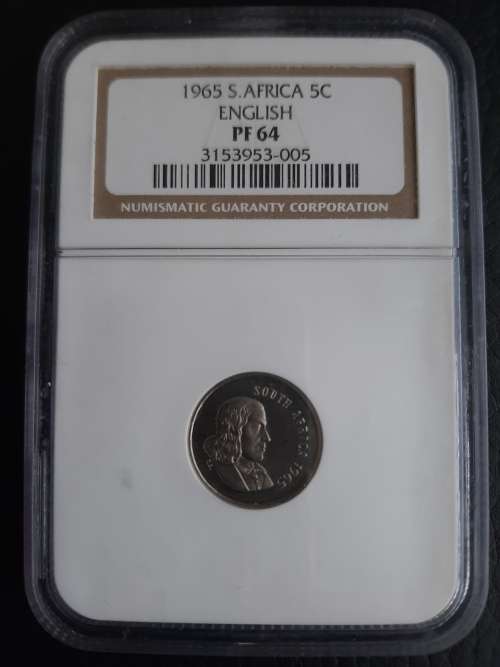 1965 S.AFRICA 5C
ENGLISH
PF 64
3153953-005
NUMISMATIC GUARANTY CORPORATION
SOUTH AFRICA 1965